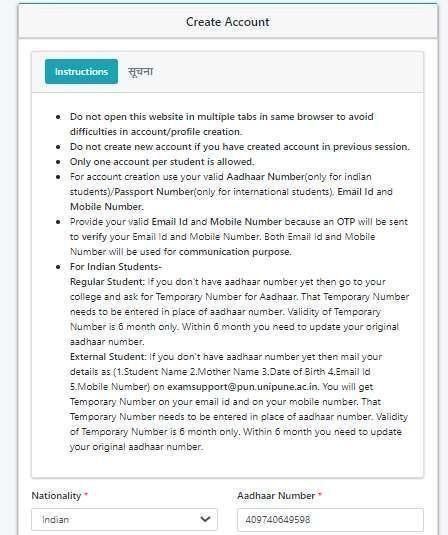 Create Account
Instructions
सूचना
• Do not open this website in multiple tabs in same browser to avoid
difficulties in account/profile creation.
• Do not create new account if you have created account in previous session.
• Only one account per student is allowed.
• For account creation use your valid Aadhaar Number(only for indian
students)/Passport Number(only for international students), Email Id and
Mobile Number.
• Provide your valid Email Id and Mobile Number because an OTP will be sent
to verify your Email Id and Mobile Number. Both Email Id and Mobile
Number will be used for communication purpose.
• For Indian Students-
Regular Student: If you don't have aadhar number yet then go to your
college and ask for Temporary Number for Aadhaar. That Temporary Number
needs to be entered in place of aadhar number. Validity of Temporary
Number is 6 month only. Within 6 month you need to update your original
aadhaar number.
External Student: If you don't have aadhar number yet then mail your
details as (1.Student Name 2.Mother Name 3.Date of Birth 4.Email Id
5.Mobile Number) on examsupport@pun.unipune.ac.in. You will get
Temporary Number on your email id and on your mobile number. That
Temporary Number needs to be entered in place of aadhar number. Validity
of Temporary Number is 6 month only. Within 6 month you need to update
your original aadhaar number.
Nationality *
Aadhaar Number *
Indian
409740649598